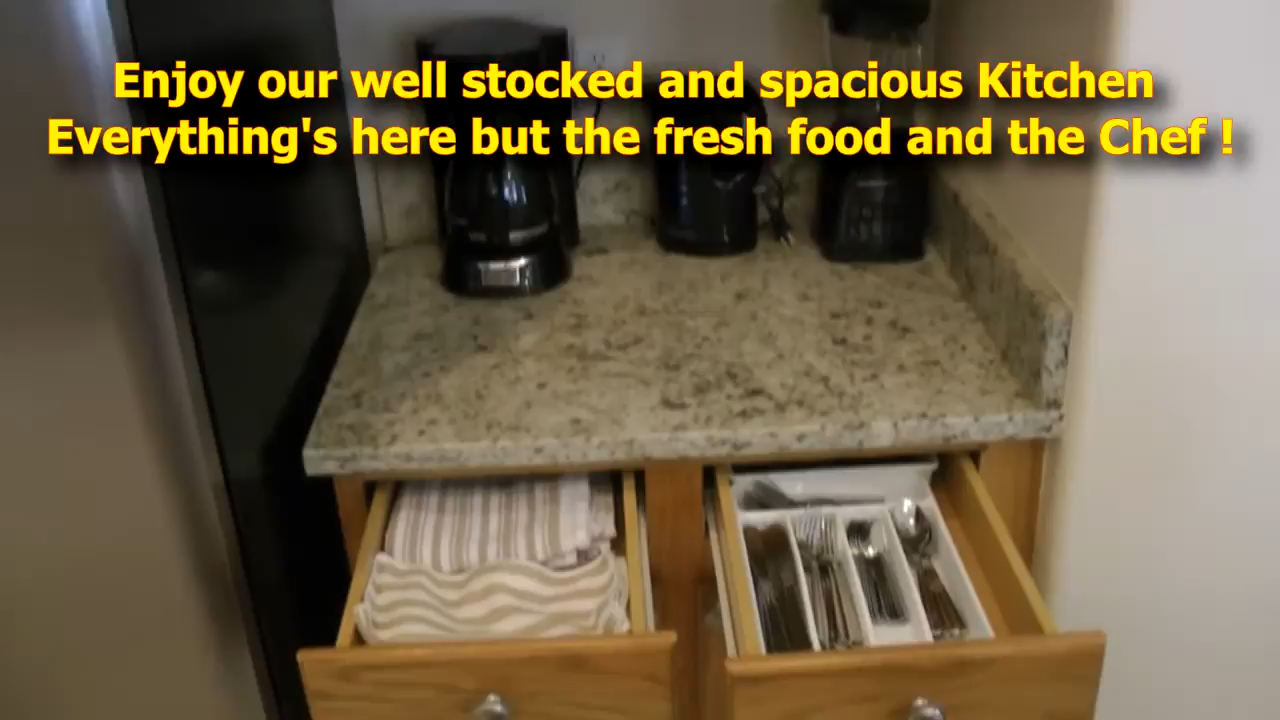 Enjoy our well stocked and spacious Kitchen
Everything's here but the fresh food and the Chef !